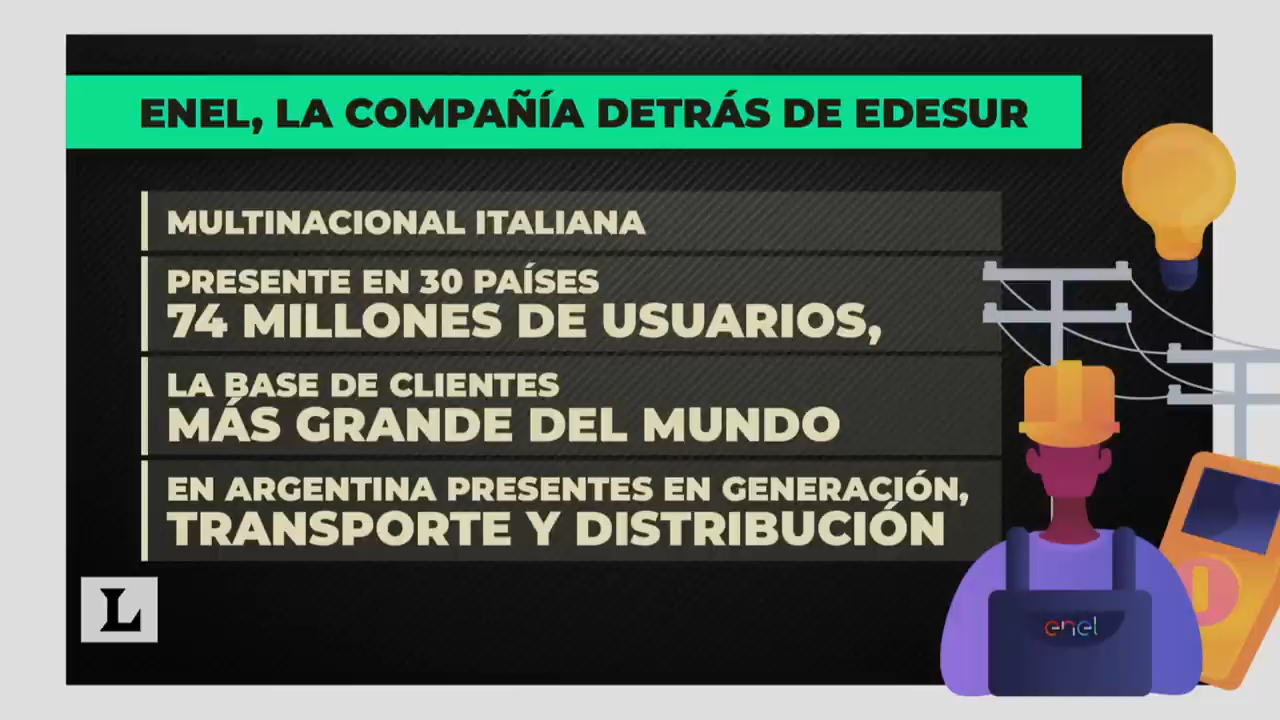 ENEL, LA COMPAÑÍA DETRÁS DE EDESUR
MULTINACIONAL ITALIANA
PRESENTE EN 30 PAÍSES
74 MILLONES DE USUARIOS,
LA BASE DE CLIENTES
MÁS GRANDE DEL MUNDO
EN ARGENTINA PRESENTES EN GENERACIÓN,
TRANSPORTE Y DISTRIBUCIÓN
L
enel